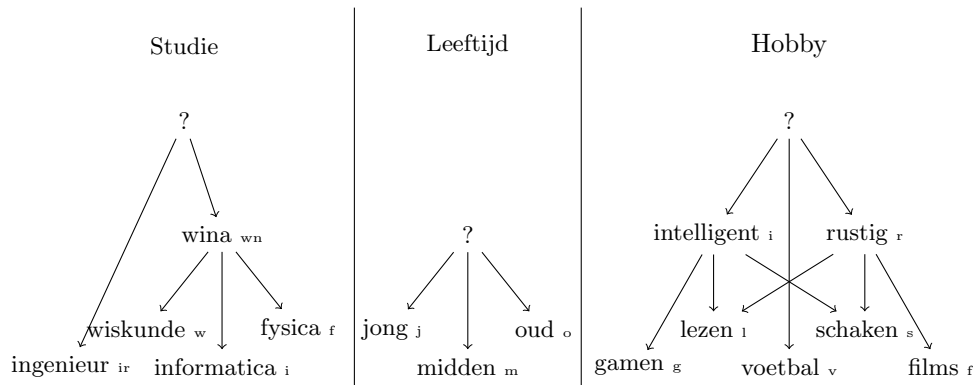 Studie
Leeftijd
Hobby
?
?
wina wn
?
intelligent i
rustig r
wiskunde w
fysica f
ingenieur ir
informatica i
jong j
oud o
midden m
lezen l
schaken s
gamen g
voetbal v
films f